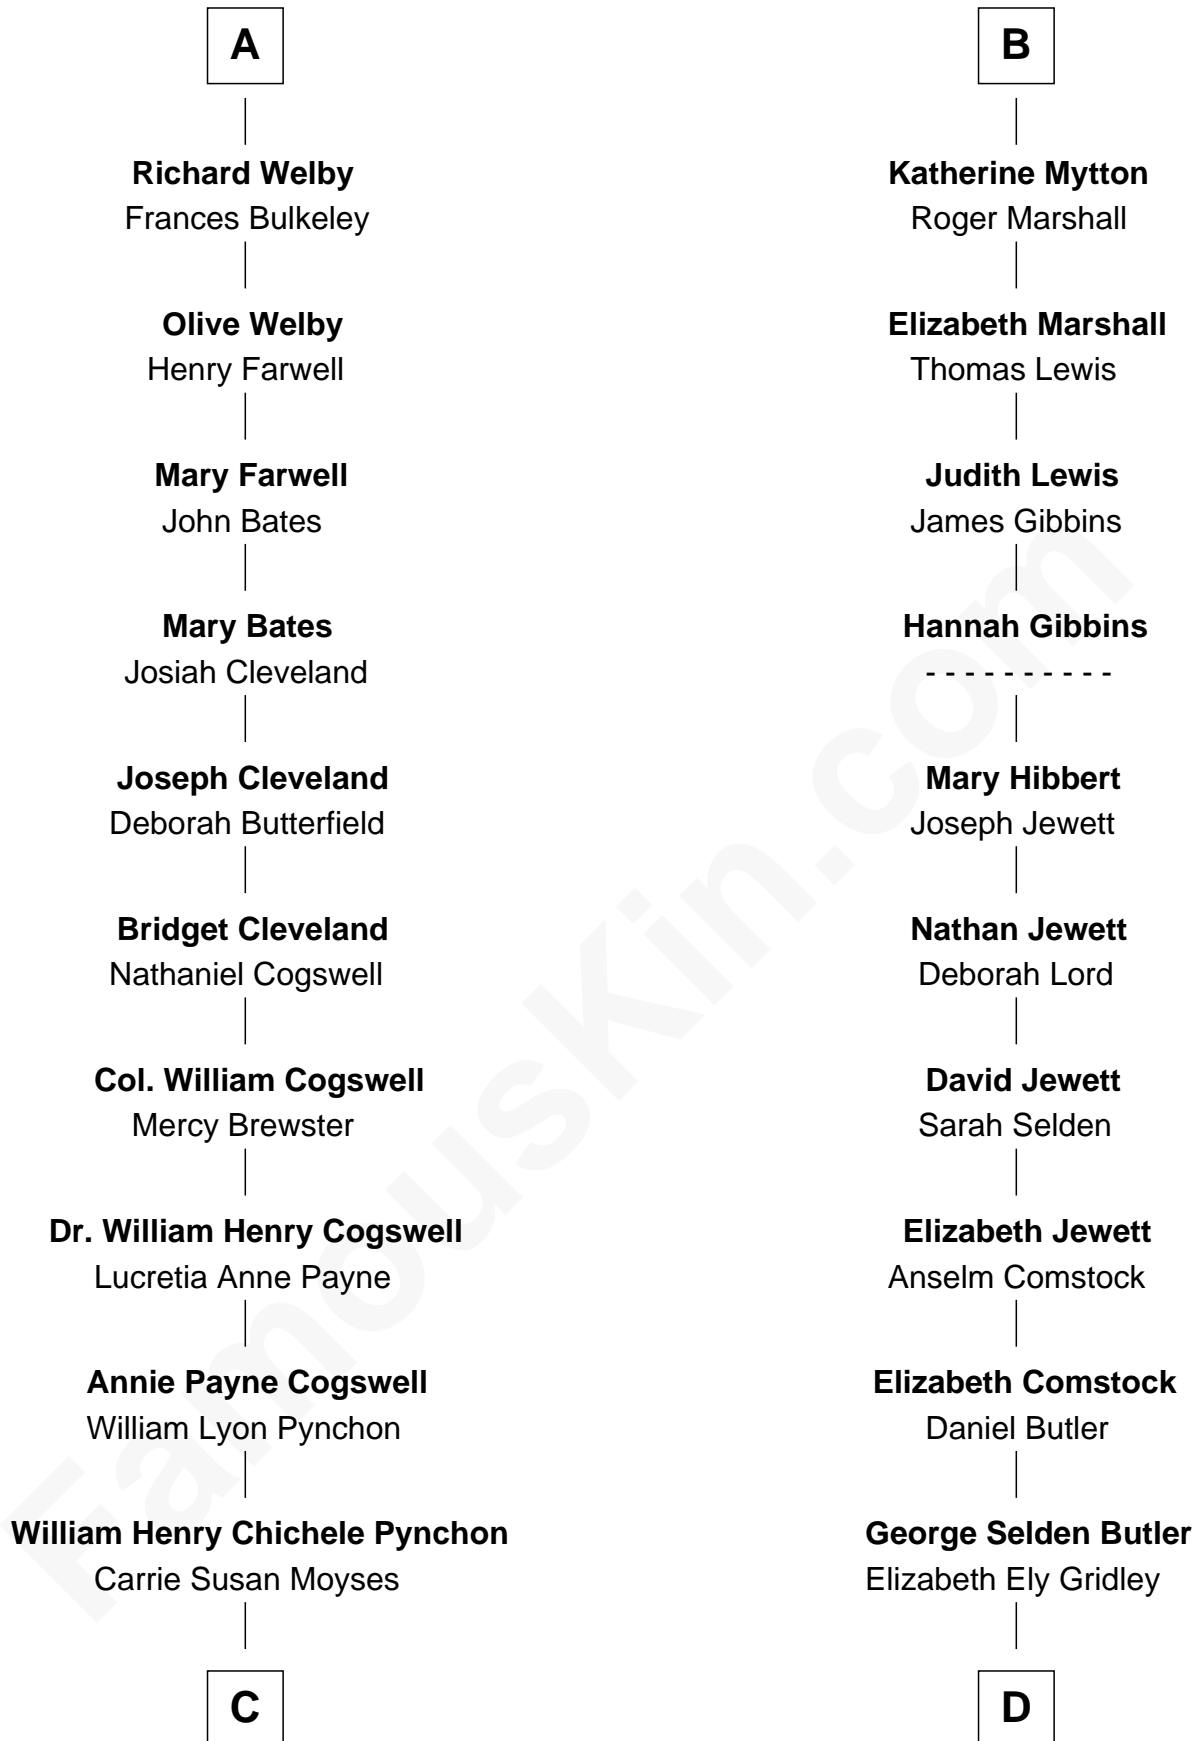 A
Richard Welby
Frances Bulkeley
Olive Welby
Henry Farwell
Mary Farwell
John Bates
Mary Bates
Josiah Cleveland
Joseph Cleveland
Deborah Butterfield
Bridget Cleveland
Nathaniel Cogswell
Col. William Cogswell
Mercy Brewster
Dr. William Henry Cogswell
Lucretia Anne Payne
Annie Payne Cogswell
William Lyon Pynchon
William Henry Chichele Pynchon
Carrie Susan Moyses
C
B
Katherine Mytton
Roger Marshall
Elizabeth Marshall
Thomas Lewis
Judith Lewis
James Gibbins
Hannah Gibbins
- - - - - - - - - -
Mary Hibbert
Joseph Jewett
Nathan Jewett
Deborah Lord
David Jewett
Sarah Selden
Elizabeth Jewett
Anselm Comstock
Elizabeth Comstock
Daniel Butler
George Selden Butler
Elizabeth Ely Gridley
D
FamousKin.com